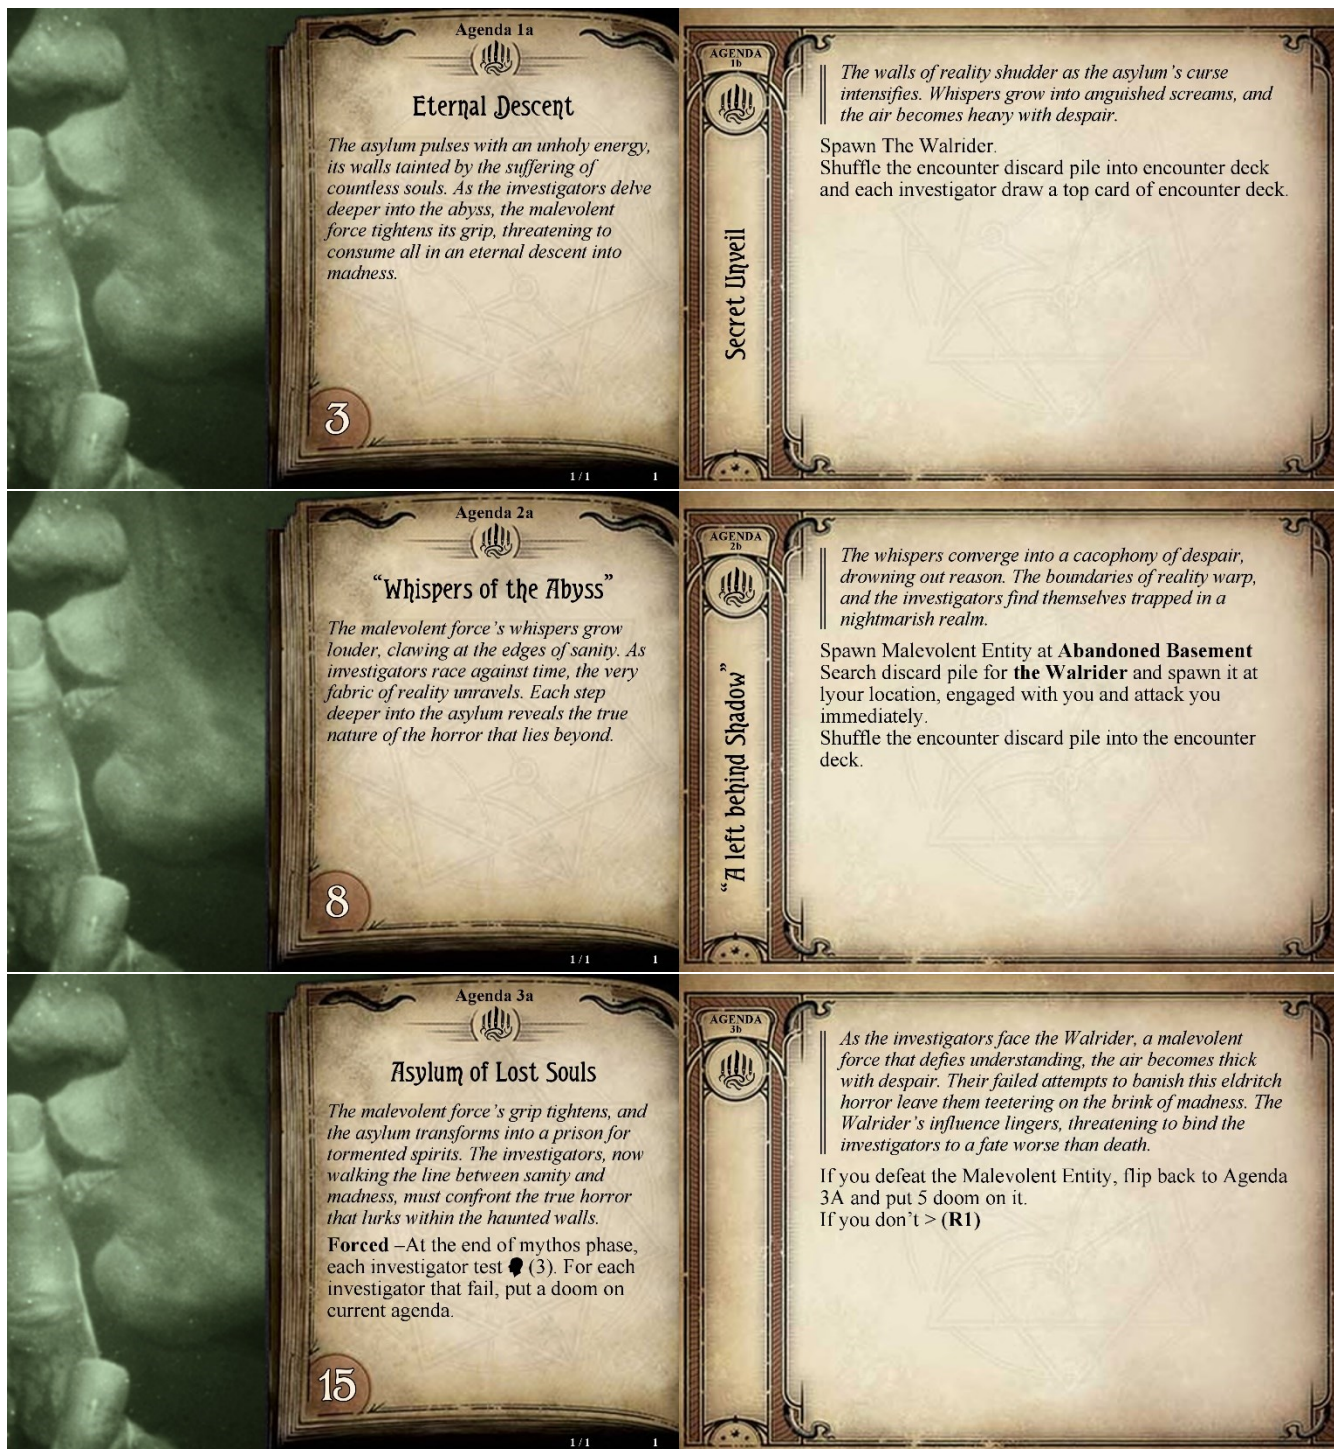 Agenda 1a
Eternal Descent
The asylum pulses with an unholy energy,
its walls tainted by the suffering of
countless souls. As the investigators delve
deeper into the abyss, the malevolent
force tightens its grip, threatening to
consume all in an eternal descent into
madness.
3
1 / 1
1
AGENDA
1b
Secret Unveil
The walls of reality shudder as the asylum's curse
intensifies. Whispers grow into anguished screams, and
the air becomes heavy with despair.
Spawn The Walrider.
Shuffle the encounter discard pile into encounter deck
and each investigator draw a top card of encounter deck.
Agenda 2a
“Whispers of the Abyss”
The malevolent force's whispers grow
louder, clawing at the edges of sanity. As
investigators race against time, the very
fabric of reality unravels. Each step
deeper into the asylum reveals the true
nature of the horror that lies beyond.
8
1 / 1
1
AGENDA
2b
“A left behind Shadow”
The whispers converge into a cacophony of despair,
drowning out reason. The boundaries of reality warp,
and the investigators find themselves trapped in a
nightmarish realm.
Spawn Malevolent Entity at Abandoned Basement
Search discard pile for the Walrider and spawn it at
lyour location, engaged with you and attack you
immediately.
Shuffle the encounter discard pile into the encounter
deck.
Agenda 3a
Asylum of Lost Souls
The malevolent force's grip tightens, and
the asylum transforms into a prison for
tormented spirits. The investigators, now
walking the line between sanity and
madness, must confront the true horror
that lurks within the haunted walls.
Forced –At the end of mythos phase,
each investigator test (3). For each
investigator that fail, put a doom on
current agenda.
15
1 / 1
1
AGENDA
3b
As the investigators face the Walrider, a malevolent
force that defies understanding, the air becomes thick
with despair. Their failed attempts to banish this eldritch
horror leave them teetering on the brink of madness. The
Walrider's influence lingers, threatening to bind the
investigators to a fate worse than death.
If you defeat the Malevolent Entity, flip back to Agenda
3A and put 5 doom on it.
If you don't > (R1)